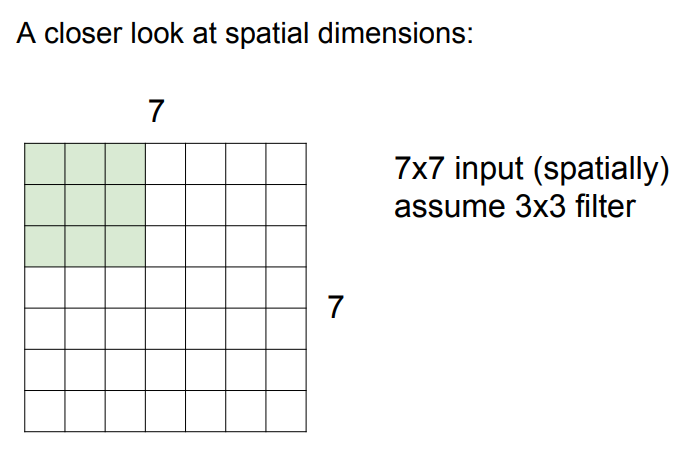 A closer look at spatial dimensions:
7
7x7 input (spatially)
assume 3x3 filter
7